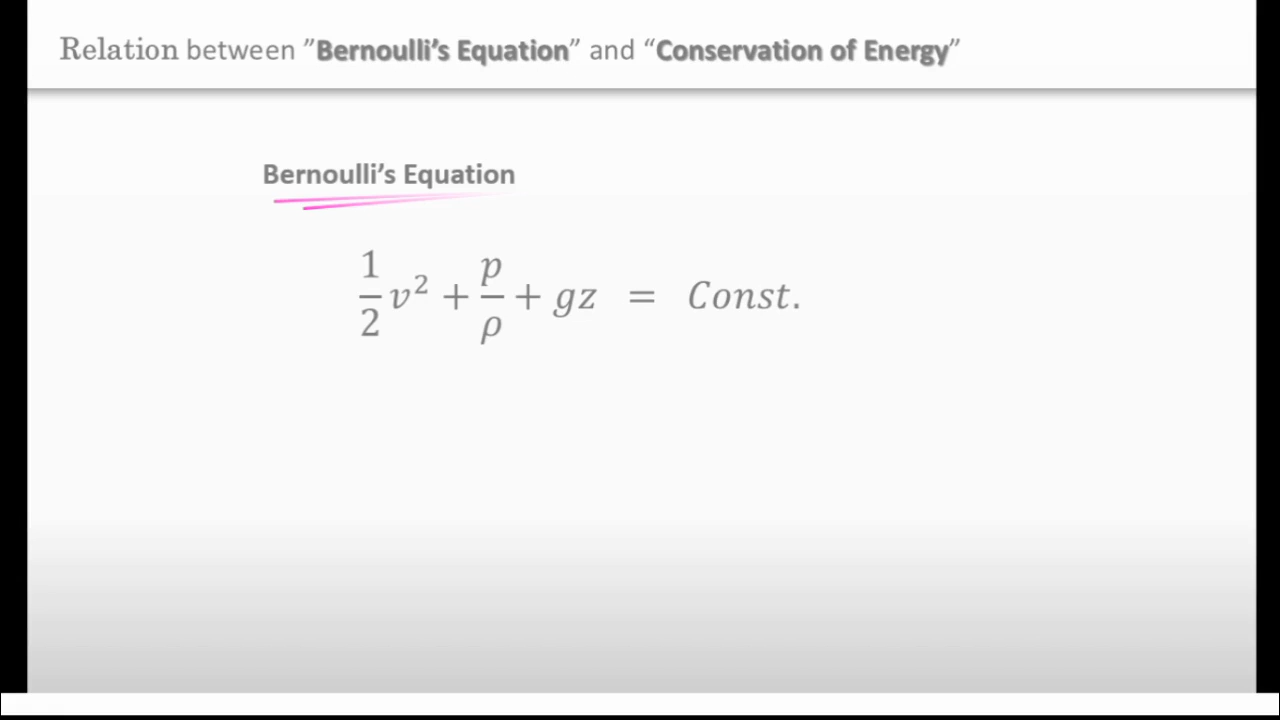 Relation between ”Bernoulli’s Equation” and “Conservation of Energy”
Bernoulli’s Equation
1/2 v² + p/ρ + gz = Const.